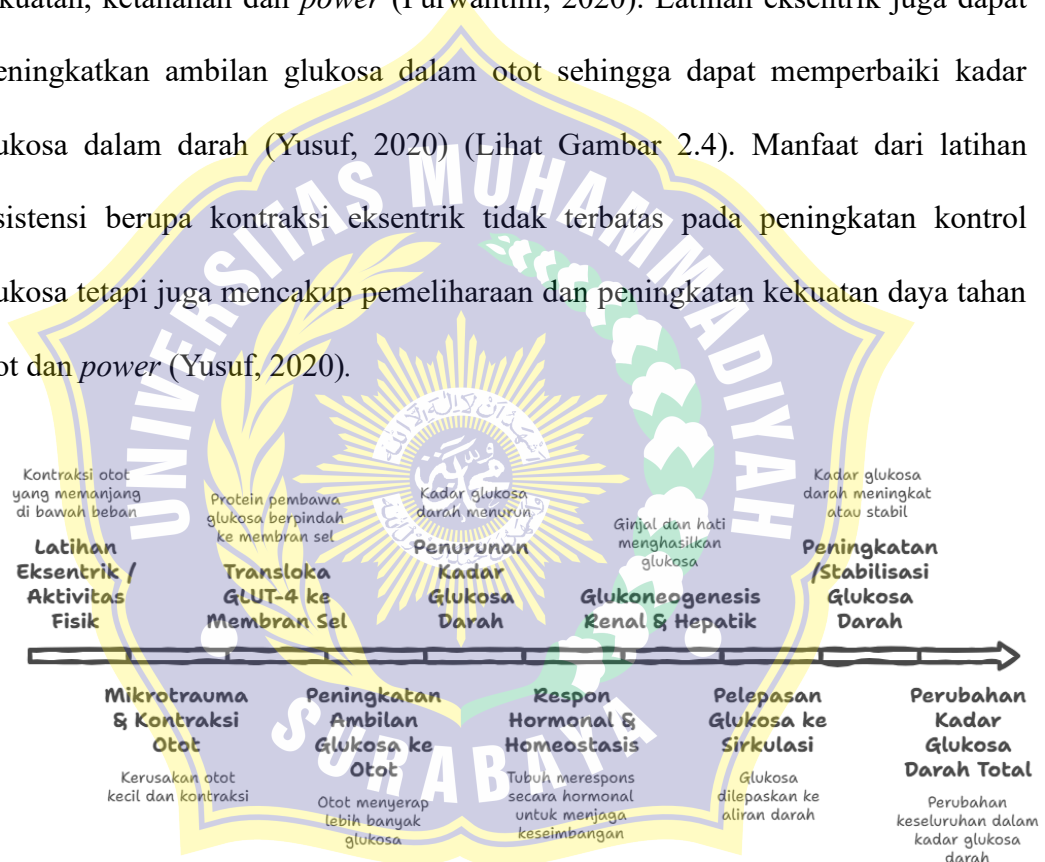 kuatan, ketahanan dan power (Purwantini, 2020). Latihan eksentrik juga dapat
eningkatkan ambilan glukosa dalam otot sehingga dapat memperbaiki kadar
ukosa dalam darah (Yusuf, 2020) (Lihat Gambar 2.4). Manfaat dari latihan
sistensi berupa kontraksi eksentrik tidak terbatas pada peningkatan kontrol
ukosa tetapi juga mencakup pemeliharaan dan peningkatan kekuatan daya tahan
ot dan power (Yusuf, 2020).
UNIVERSITAS MUHAMMADIYAH
SURABAYA
Kontraksi otot
yang memanjang
di bawah beban
Latihan
Eksentrik /
Aktivitas
Fisik
Mikrotrauma
& Kontraksi
Otot
Kerusakan otot
kecil dan kontraksi
Protein pembawa
glukosa berpindah
ke membran sel
Transloka
GLUT-4 ke
Membran Sel
Peningkatan
Ambilan
Glukosa ke
Otot
Otot menyerap
lebih banyak
glukosa
Kadar glukosa
darah menurun
Penurunan
Kadar
Glukosa
Darah
Respon
Hormonal &
Homeostasis
Tubuh merespons
secara hormonal
untuk menjaga
keseimbangan
Ginjal dan hati
menghasilkan
glukosa
Glukoneogenesis
Renal & Hepatik
Pelepasan
Glukosa ke
Sirkulasi
Glukosa
dilepaskan ke
aliran darah
Kadar glukosa
darah meningkat
atau stabil
Peningkatan
/Stabilisasi
Glukosa
Darah
Perubahan
Kadar
Glukosa
Darah Total
Perubahan
keseluruhan dalam
kadar glukosa
darah